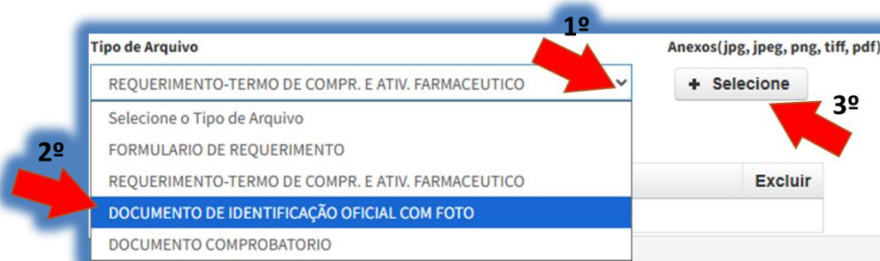 1º
Tipo de Arquivo
Anexos(jpg, jpeg, png, tiff, pdf)
REQUERIMENTO-TERMO DE COMPR. E ATIV. FARMACEUTICO
+ Selecione
3º
Selecione o Tipo de Arquivo
2º
FORMULARIO DE REQUERIMENTO
REQUERIMENTO-TERMO DE COMPR. E ATIV. FARMACEUTICO
Excluir
DOCUMENTO DE IDENTIFICAÇÃO OFICIAL COM FOTO
DOCUMENTO COMPROBATORIO